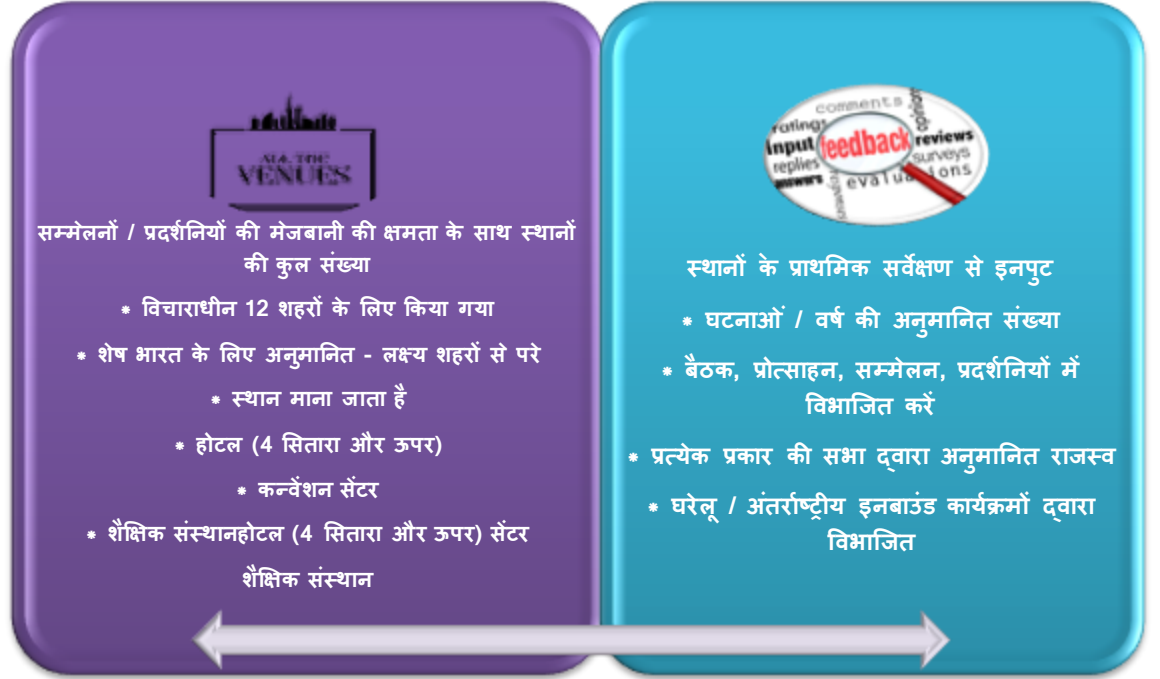 ALL THE
VENUES
सम्मेलनों / प्रदर्शनियों की मेजबानी की क्षमता के साथ स्थानों
की कुल संख्या
* विचाराधीन 12 शहरों के लिए किया गया
* शेष भारत के लिए अनुमानित - लक्ष्य शहरों से परे
* स्थान माना जाता है
* होटल (4 सितारा और ऊपर)
* कन्वेंशन सेंटर
* शैक्षिक संस्थानहोटल (4 सितारा और ऊपर) सेंटर
शैक्षिक संस्थान
comments
opinions
ratings
input feedback reviews
replies surveys
answers evaluations
स्थानों के प्राथमिक सर्वेक्षण से इनपुट
* घटनाओं / वर्ष की अनुमानित संख्या
* बैठक, प्रोत्साहन, सम्मेलन, प्रदर्शनियों में
विभाजित करें
* प्रत्येक प्रकार की सभा द्वारा अनुमानित राजस्व
* घरेलू / अंतर्राष्ट्रीय इनबाउंड कार्यक्रमों द्वारा
विभाजित